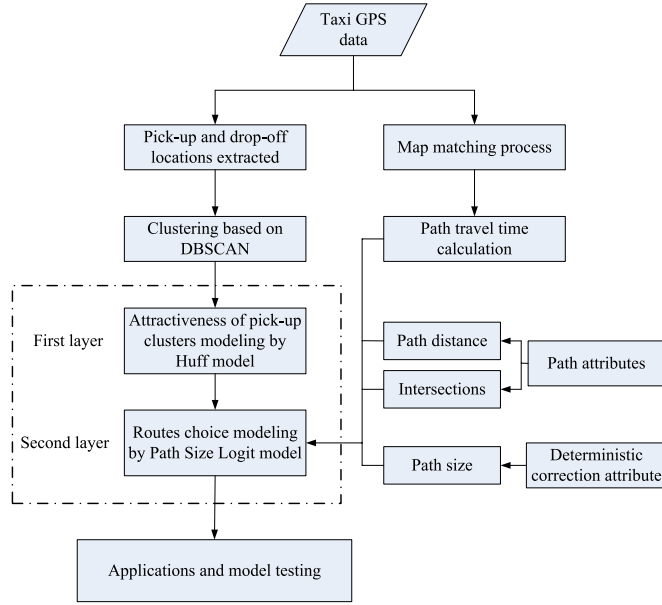 Taxi GPS
data
Pick-up and drop-off
locations extracted
Map matching process
Clustering based on
DBSCAN
Path travel time
calculation
First layer
Attractiveness of pick-up
clusters modeling by
Huff model
Path distance
Path attributes
Intersections
Second layer
Routes choice modeling
by Path Size Logit model
Path size
Deterministic
correction attribute
Applications and model testing